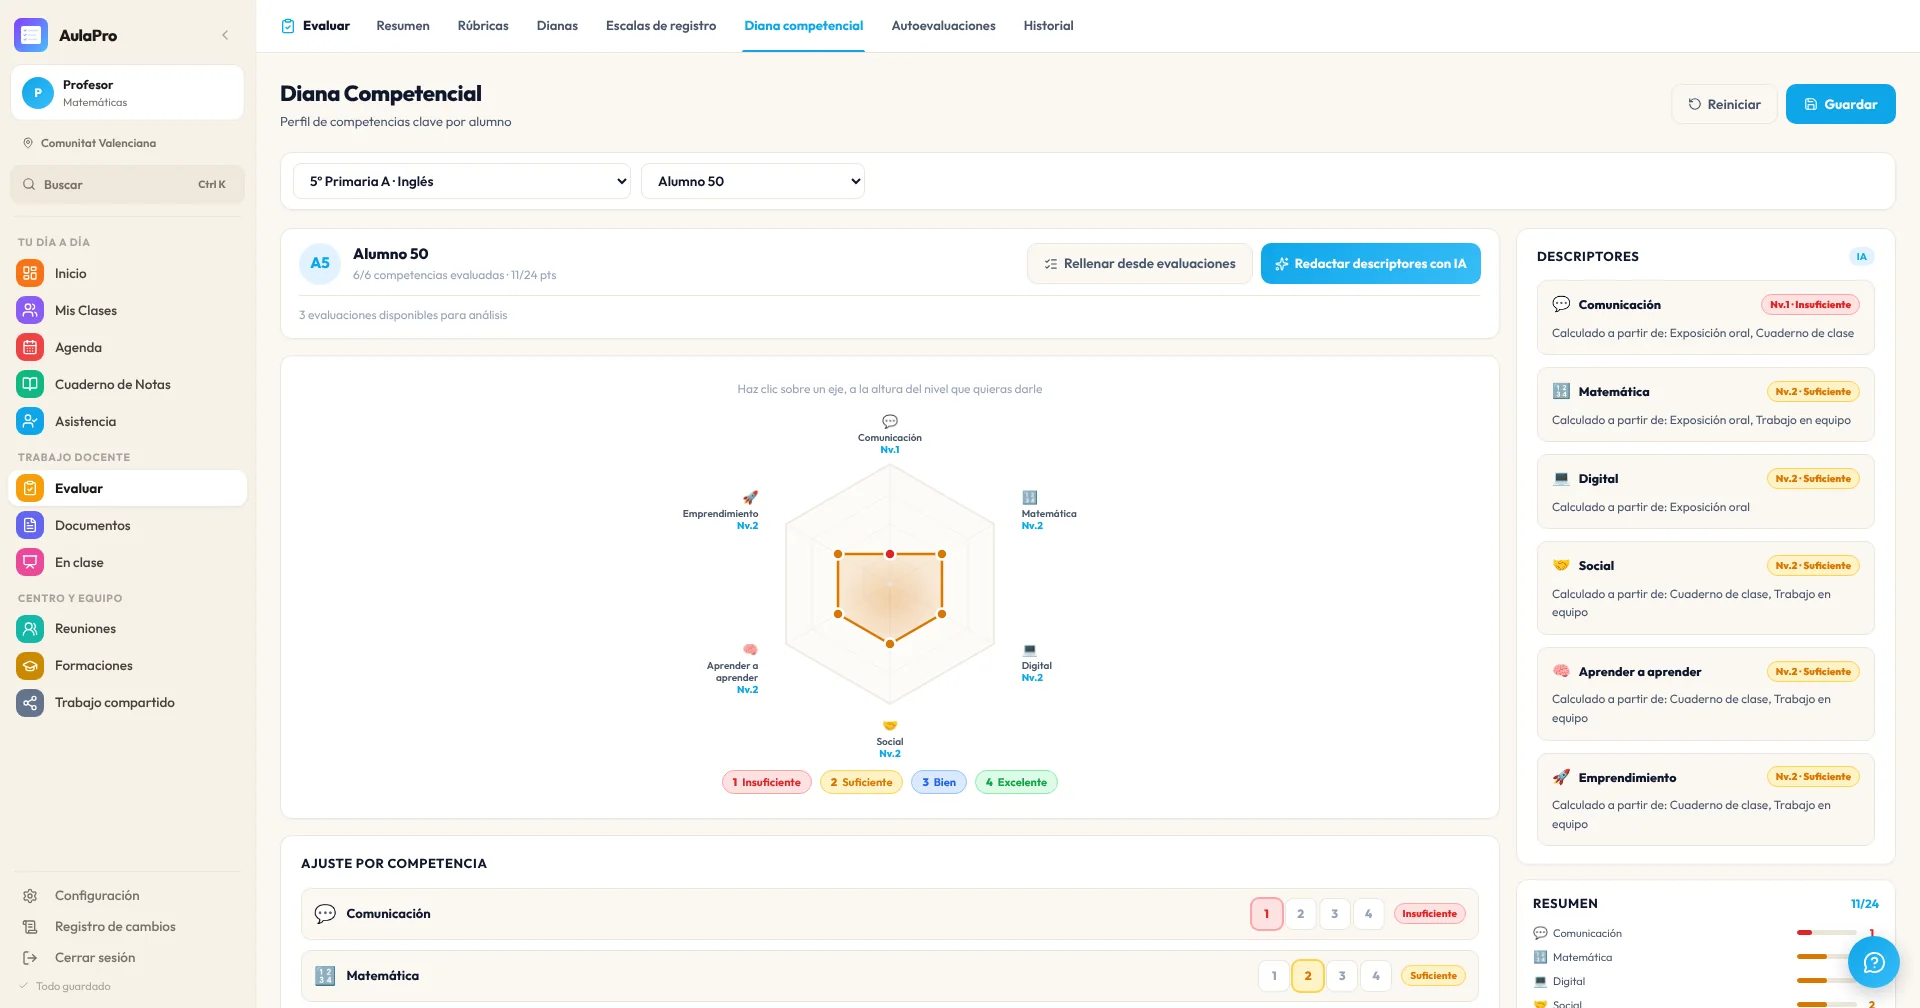 AulaPro
P
Profesor
Matemáticas
Comunitat Valenciana
Buscar
Ctrl K
TU DÍA A DÍA
Inicio
Mis Clases
Agenda
Cuaderno de Notas
Asistencia
TRABAJO DOCENTE
Evaluar
Documentos
En clase
CENTRO Y EQUIPO
Reuniones
Formaciones
Trabajo compartido
Configuración
Registro de cambios
Cerrar sesión
Todo guardado
Evaluar
Resumen
Rúbricas
Dianas
Escalas de registro
Diana competencial
Autoevaluaciones
Historial
Diana Competencial
Perfil de competencias clave por alumno
Reiniciar
Guardar
5º Primaria A · Inglés
Alumno 50
A5
Alumno 50
6/6 competencias evaluadas · 11/24 pts
Rellenar desde evaluaciones
Redactar descriptores con IA
3 evaluaciones disponibles para análisis
Haz clic sobre un eje, a la altura del nivel que quieras darle
Comunicación
Nv.1
Emprendimiento
Nv.2
Matemática
Nv.2
Aprender a
aprender
Nv.2
Digital
Nv.2
Social
Nv.2
1 Insuficiente
2 Suficiente
3 Bien
4 Excelente
AJUSTE POR COMPETENCIA
Comunicación
1 2 3 4 Insuficiente
Matemática
1 2 3 4 Suficiente
DESCRIPTORES
IA
Comunicación
Nv.1 · Insuficiente
Calculado a partir de: Exposición oral, Cuaderno de clase
Matemática
Nv.2 · Suficiente
Calculado a partir de: Exposición oral, Trabajo en equipo
Digital
Nv.2 · Suficiente
Calculado a partir de: Exposición oral
Social
Nv.2 · Suficiente
Calculado a partir de: Cuaderno de clase, Trabajo en
equipo
Aprender a aprender
Nv.2 · Suficiente
Calculado a partir de: Cuaderno de clase, Trabajo en
equipo
Emprendimiento
Nv.2 · Suficiente
Calculado a partir de: Cuaderno de clase, Trabajo en
equipo
RESUMEN
11/24
Comunicación
1
Matemática
Digital
Social
2